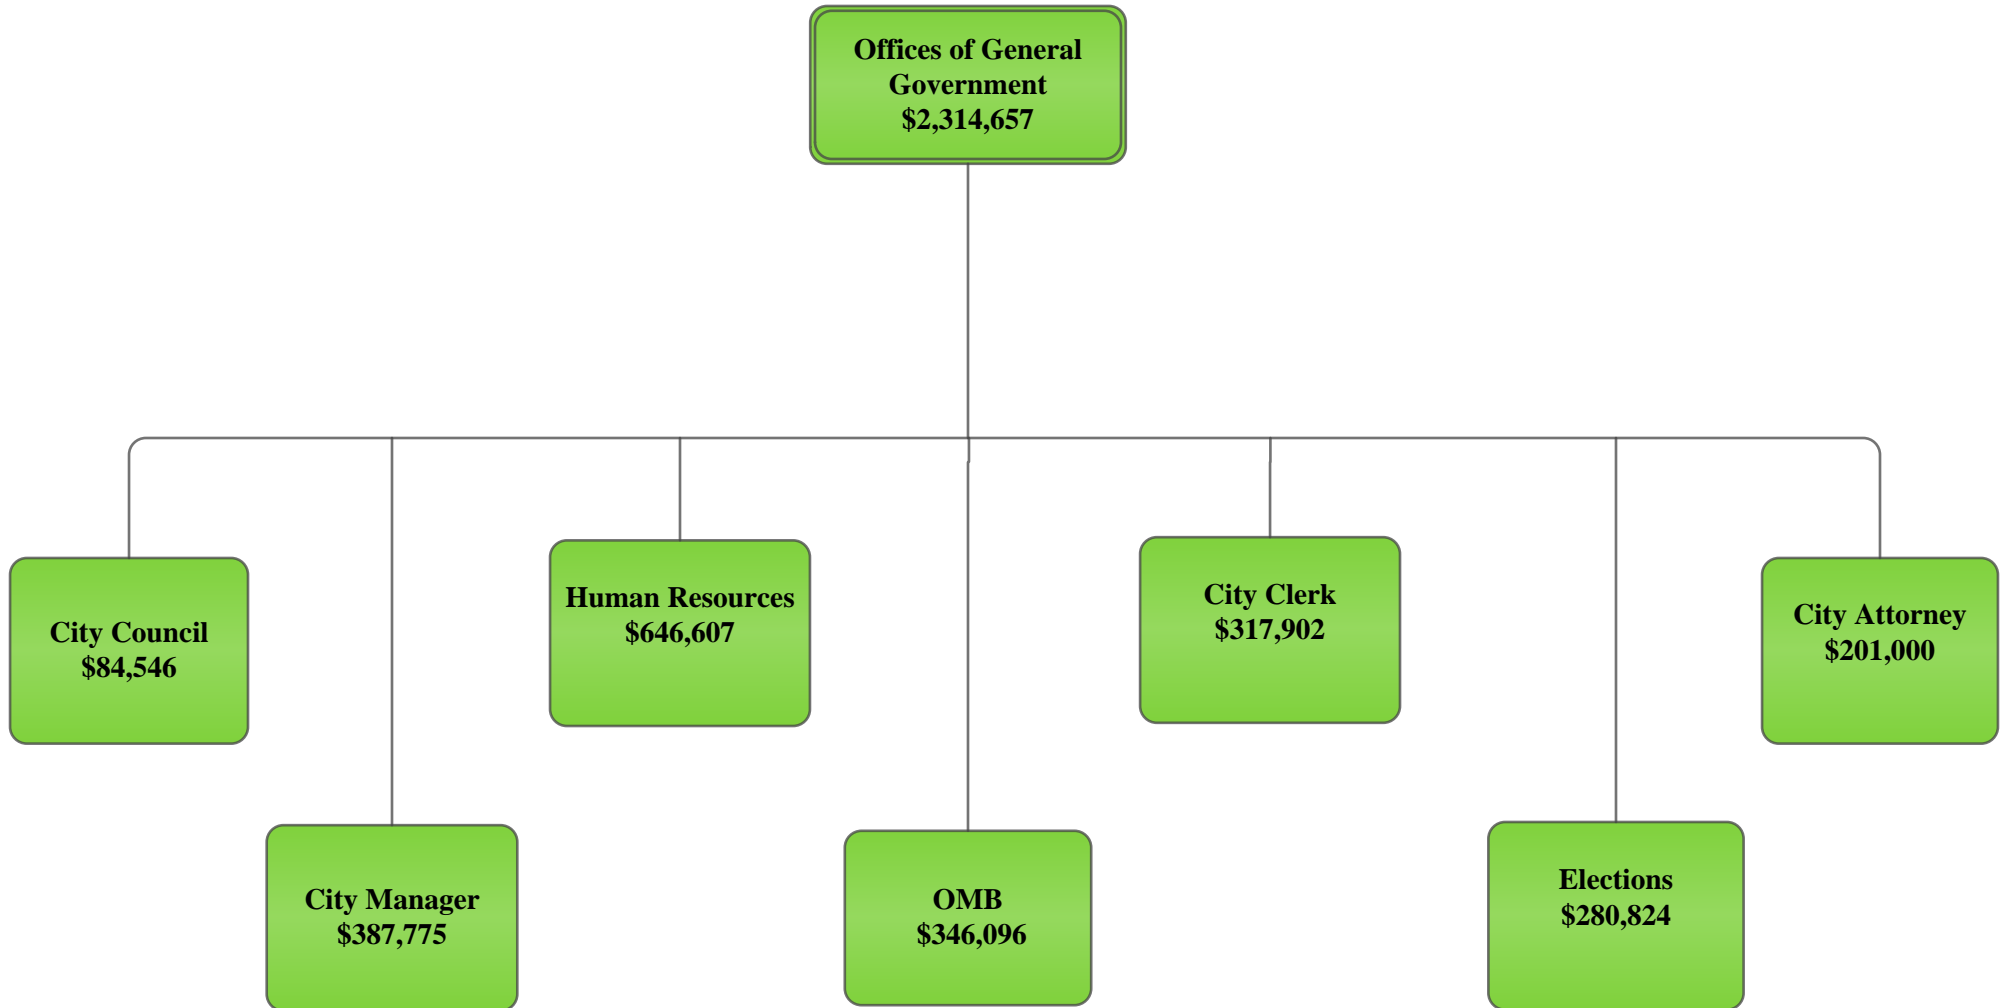 Offices of General
Government
$2,314,657
City Council
$84,546
City Manager
$387,775
Human Resources
$646,607
OMB
$346,096
City Clerk
$317,902
Elections
$280,824
City Attorney
$201,000